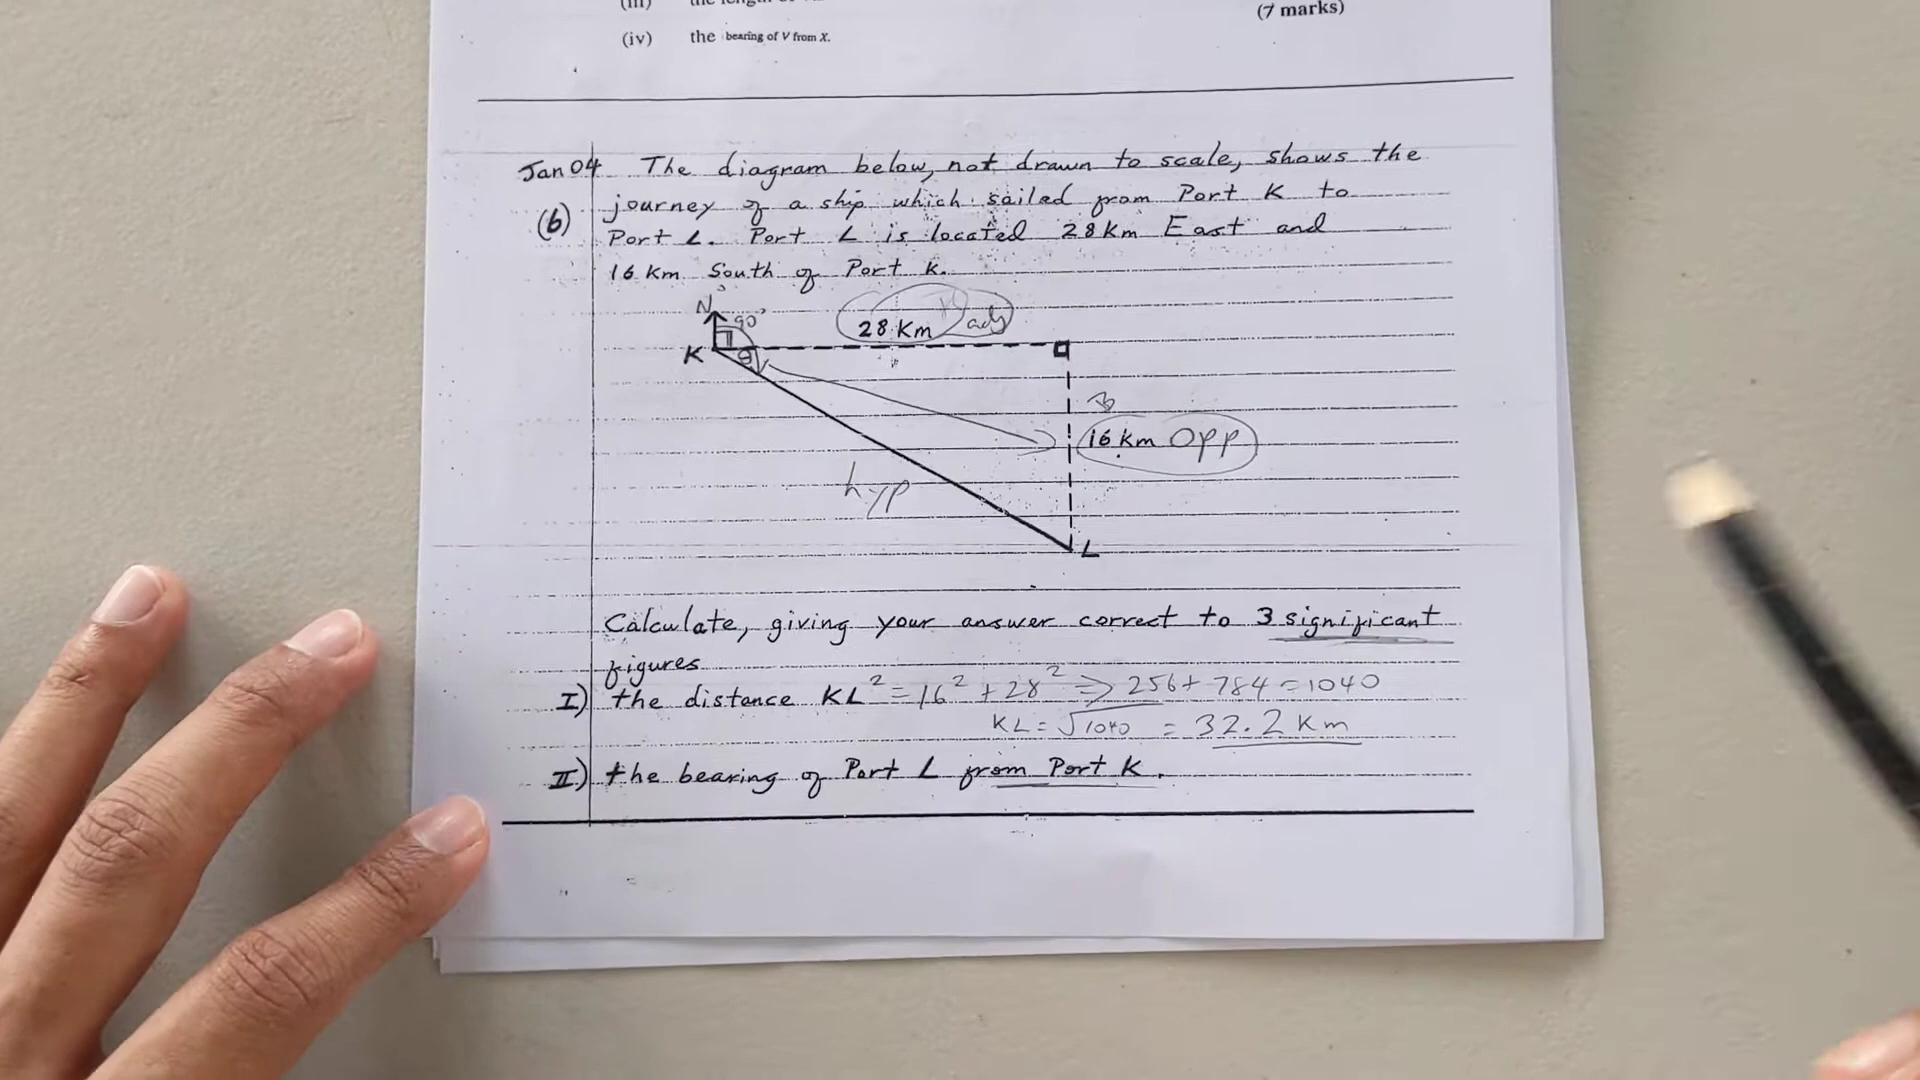 (iii) the length of
(7 marks)
(iv) the bearing of V from X.
Jan 04 The diagram below, not drawn to scale, shows the
(b) journey of a ship which sailed from Port K to
Port L. Port L is located 28 Km East and
16 Km South of Port K.
N 90°
28 Km adj
K θ
16 Km Opp
hyp
L
Calculate, giving your answer correct to 3 significant
figures
I) the distance KL² = 16² + 28² => 256 + 784 = 1040
KL = √1040 = 32.2 Km
II) the bearing of Port L from Port K.